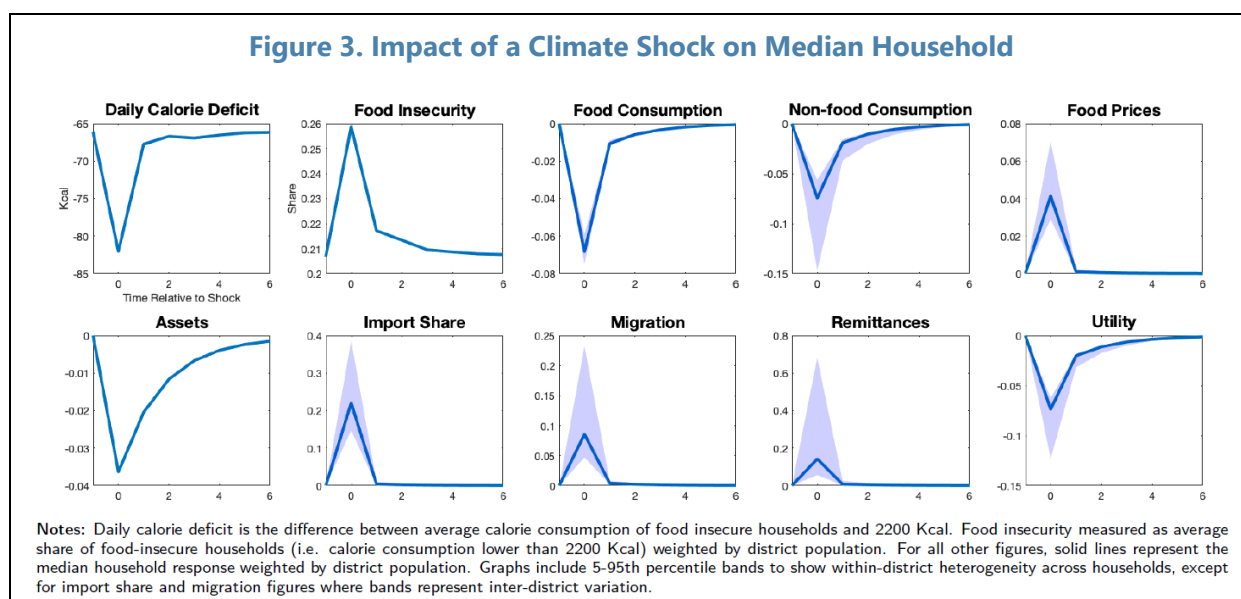 Figure 3. Impact of a Climate Shock on Median Household
Daily Calorie Deficit
Food Insecurity
Food Consumption
Non-food Consumption
Food Prices
-65
-70
-75
-80
-85
Kcal
0 2 4 6
Time Relative to Shock
0.26
0.25
0.24
0.23
0.22
0.21
0.2
Share
0 2 4 6
0
-0.02
-0.04
-0.06
-0.08
0 2 4 6
0
-0.05
-0.1
-0.15
0 2 4 6
0.08
0.06
0.04
0.02
0
0 2 4 6
Assets
Import Share
Migration
Remittances
Utility
0
-0.01
-0.02
-0.03
-0.04
0 2 4 6
0.4
0.3
0.2
0.1
0
0 2 4 6
0.25
0.2
0.15
0.1
0.05
0
0 2 4 6
0.8
0.6
0.4
0.2
0
0 2 4 6
0
-0.05
-0.1
-0.15
0 2 4 6
Notes: Daily calorie deficit is the difference between average calorie consumption of food insecure households and 2200 Kcal. Food insecurity measured as average
share of food-insecure households (i.e. calorie consumption lower than 2200 Kcal) weighted by district population. For all other figures, solid lines represent the
median household response weighted by district population. Graphs include 5-95th percentile bands to show within-district heterogeneity across households, except
for import share and migration figures where bands represent inter-district variation.